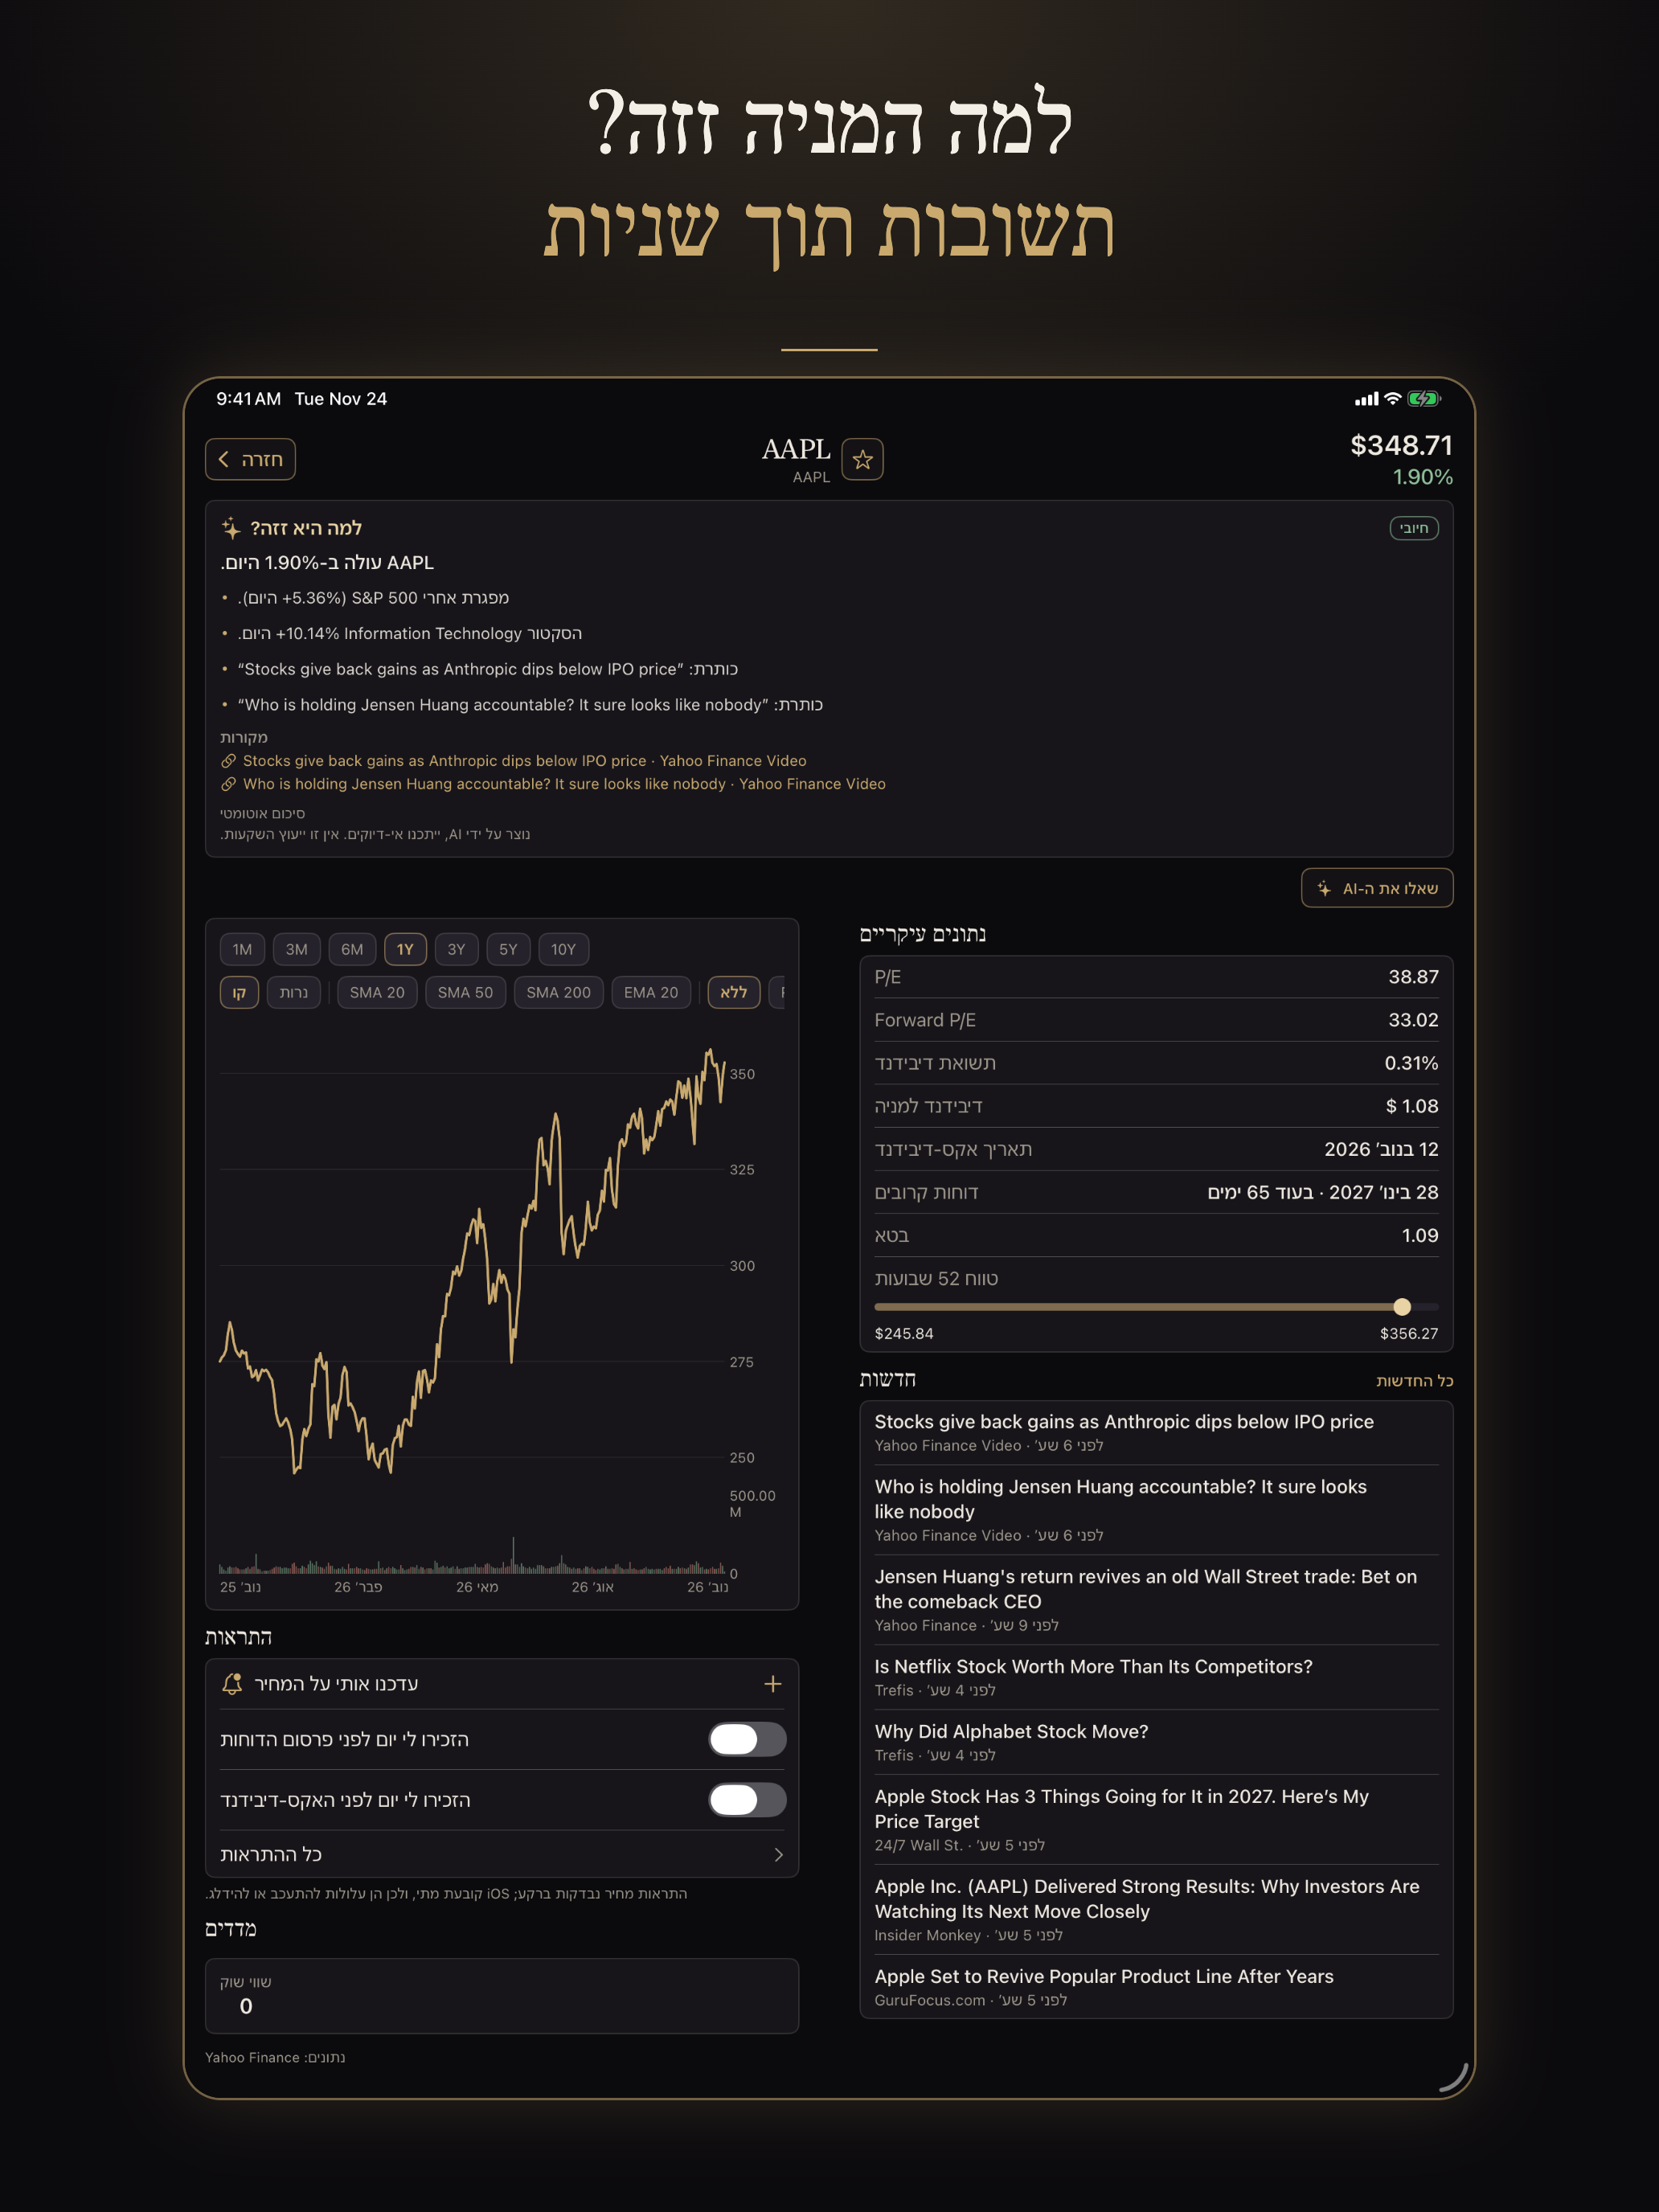 למה המניה זזה?
תשובות תוך שניות
9:41 AM Tue Nov 24
חזרה
AAPL
AAPL
$348.71
1.90%
למה היא זזה?
חיובי
AAPL עולה ב-1.90% היום.
• מפגרת אחרי S&P 500 (+5.36% היום).
• הסקטור Information Technology +10.14% היום.
• כותרת: "Stocks give back gains as Anthropic dips below IPO price"
• כותרת: "Who is holding Jensen Huang accountable? It sure looks like nobody"
מקורות
Stocks give back gains as Anthropic dips below IPO price · Yahoo Finance Video
Who is holding Jensen Huang accountable? It sure looks like nobody · Yahoo Finance Video
סיכום אוטומטי
נוצר על ידי AI, ייתכנו אי-דיוקים. אין זו ייעוץ השקעות.
שאלו את ה-AI
1M 3M 6M 1Y 3Y 5Y 10Y
קו נרות SMA 20 SMA 50 SMA 200 EMA 20 ללא
350
325
300
275
250
500.00
M
0
נוב׳ 25 פבר׳ 26 מאי 26 אוג׳ 26 נוב׳ 26
התראות
עדכנו אותי על המחיר
הזכירו לי יום לפני פרסום הדוחות
הזכירו לי יום לפני האקס-דיבידנד
כל ההתראות
התראות מחיר נבדקות ברקע; iOS קובעת מתי, ולכן הן עלולות להתעכב או להידלג.
מדדים
שווי שוק
0
נתונים: Yahoo Finance
נתונים עיקריים
P/E 38.87
Forward P/E 33.02
תשואת דיבידנד 0.31%
דיבידנד למניה $ 1.08
תאריך אקס-דיבידנד 12 בנוב׳ 2026
דוחות קרובים 28 בינו׳ 2027 · בעוד 65 ימים
בטא 1.09
טווח 52 שבועות
$245.84 $356.27
חדשות
כל החדשות
Stocks give back gains as Anthropic dips below IPO price
Yahoo Finance Video · לפני 6 שע׳
Who is holding Jensen Huang accountable? It sure looks
like nobody
Yahoo Finance Video · לפני 6 שע׳
Jensen Huang's return revives an old Wall Street trade: Bet on
the comeback CEO
Yahoo Finance · לפני 9 שע׳
Is Netflix Stock Worth More Than Its Competitors?
Trefis · לפני 4 שע׳
Why Did Alphabet Stock Move?
Trefis · לפני 4 שע׳
Apple Stock Has 3 Things Going for It in 2027. Here's My
Price Target
24/7 Wall St. · לפני 5 שע׳
Apple Inc. (AAPL) Delivered Strong Results: Why Investors Are
Watching Its Next Move Closely
Insider Monkey · לפני 5 שע׳
Apple Set to Revive Popular Product Line After Years
GuruFocus.com · לפני 5 שע׳